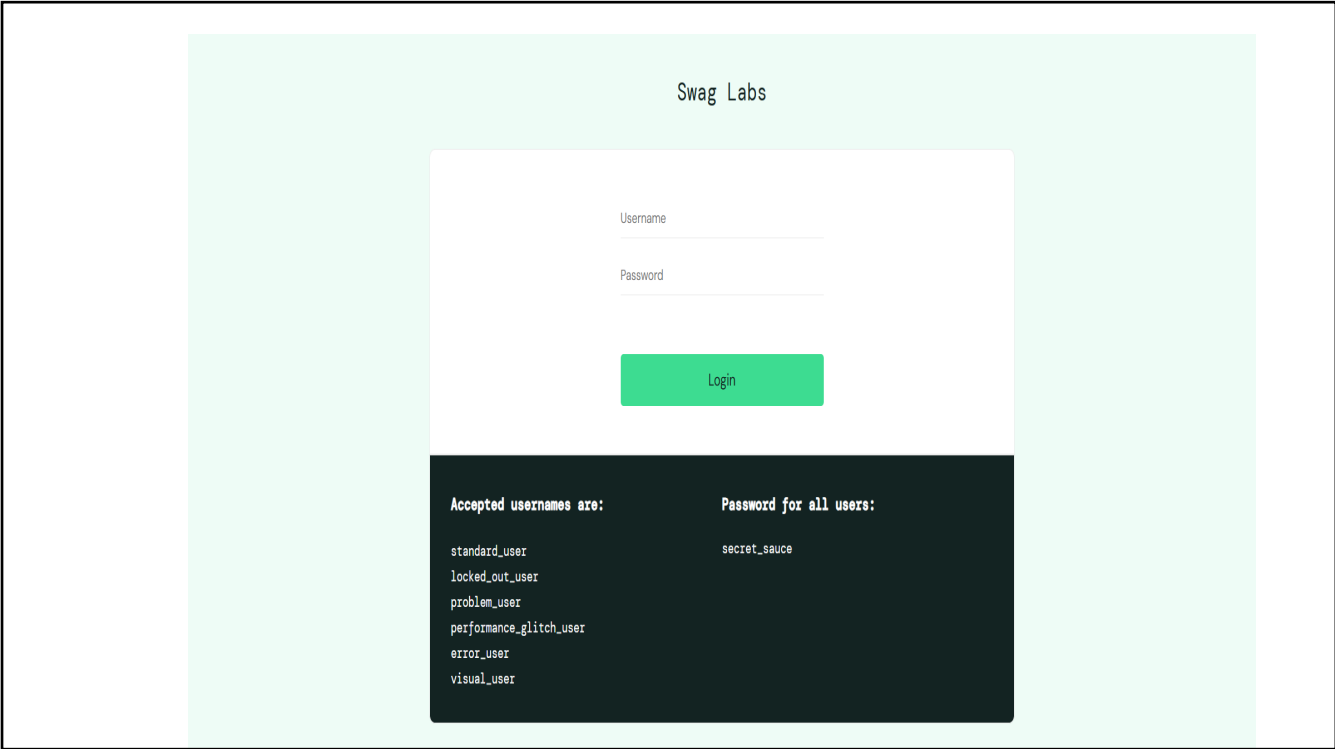 Swag Labs
Username
Password
Login
Accepted usernames are:
standard_user
locked_out_user
problem_user
performance_glitch_user
error_user
visual_user
Password for all users:
secret_sauce